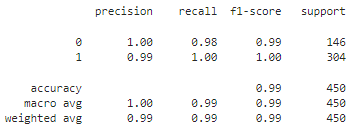 precision recall f1-score support
0 1.00 0.98 0.99 146
1 0.99 1.00 1.00 304
accuracy 0.99 450
macro avg 1.00 0.99 0.99 450
weighted avg 0.99 0.99 0.99 450